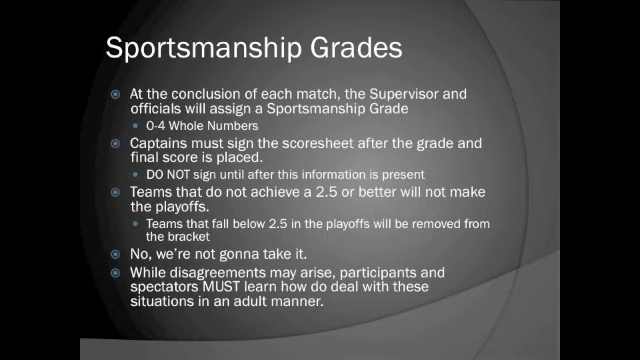 Sportsmanship Grades
At the conclusion of each match, the Supervisor and
officials will assign a Sportsmanship Grade
0-4 Whole Numbers
Captains must sign the scoresheet after the grade and
final score is placed.
DO NOT sign until after this information is present
Teams that do not achieve a 2.5 or better will not make
the playoffs.
Teams that fall below 2.5 in the playoffs will be removed from
the bracket
No, we're not gonna take it.
While disagreements may arise, participants and
spectators MUST learn how do deal with these
situations in an adult manner.